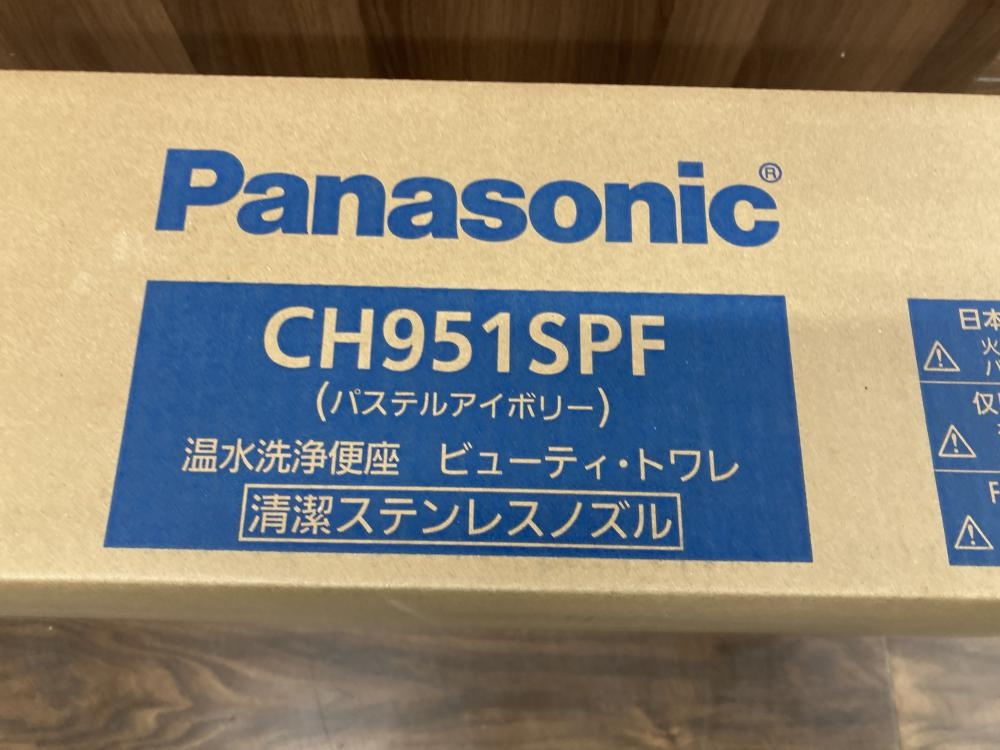 Panasonic®
CH951SPF
(パステルアイボリー)
温水洗浄便座 ビューティ・トワレ
清潔ステンレスノズル
日本